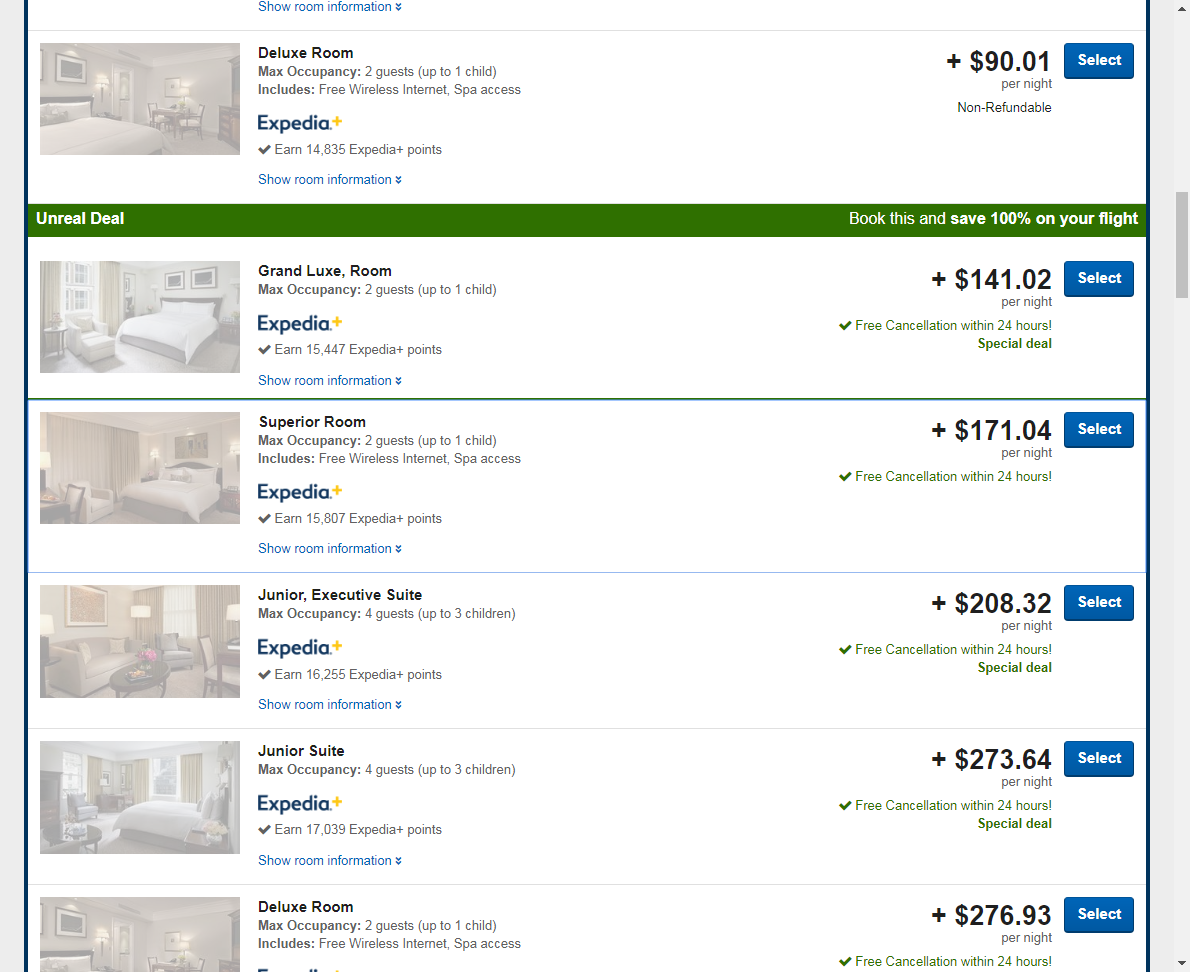 Show room information
Deluxe Room
Max Occupancy: 2 guests (up to 1 child)
Includes: Free Wireless Internet, Spa access
Expedia+
Earn 14,835 Expedia+ points
Show room information
+ $90.01
per night
Non-Refundable
Select
Unreal Deal
Book this and save 100% on your flight
Grand Luxe, Room
Max Occupancy: 2 guests (up to 1 child)
Expedia+
Earn 15,447 Expedia+ points
Show room information
+ $141.02
per night
Free Cancellation within 24 hours!
Special deal
Select
Superior Room
Max Occupancy: 2 guests (up to 1 child)
Includes: Free Wireless Internet, Spa access
Expedia+
Earn 15,807 Expedia+ points
Show room information
+ $171.04
per night
Free Cancellation within 24 hours!
Select
Junior, Executive Suite
Max Occupancy: 4 guests (up to 3 children)
Expedia+
Earn 16,255 Expedia+ points
Show room information
+ $208.32
per night
Free Cancellation within 24 hours!
Special deal
Select
Junior Suite
Max Occupancy: 4 guests (up to 3 children)
Expedia+
Earn 17,039 Expedia+ points
Show room information
+ $273.64
per night
Free Cancellation within 24 hours!
Special deal
Select
Deluxe Room
Max Occupancy: 2 guests (up to 1 child)
Includes: Free Wireless Internet, Spa access
+ $276.93
per night
Free Cancellation within 24 hours!
Select